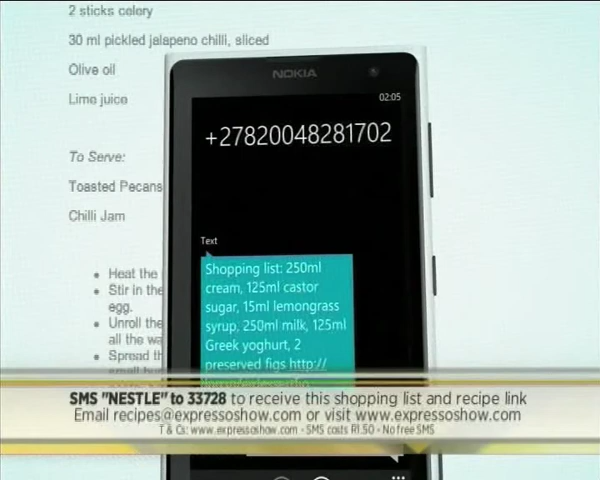 2 sticks celery
30 ml pickled jalapeno chilli, sliced
Olive oil
Lime juice
To Serve:
Toasted Pecans
Chilli Jam
Heat the
Stir in the
egg.
Unroll the
all the wa
Spread th
NOKIA
02:05
+27820048281702
Text
Shopping list: 250ml
cream, 125ml castor
sugar, 15ml lemongrass
syrup, 250ml milk, 125ml
Greek yoghurt, 2
preserved figs http://
SMS "NESTLE" to 33728 to receive this shopping list and recipe link
Email recipes@expressoshow.com or visit www.expressoshow.com
T & Cs: www.expressoshow.com - SMS costs R1.50 - No free SMS